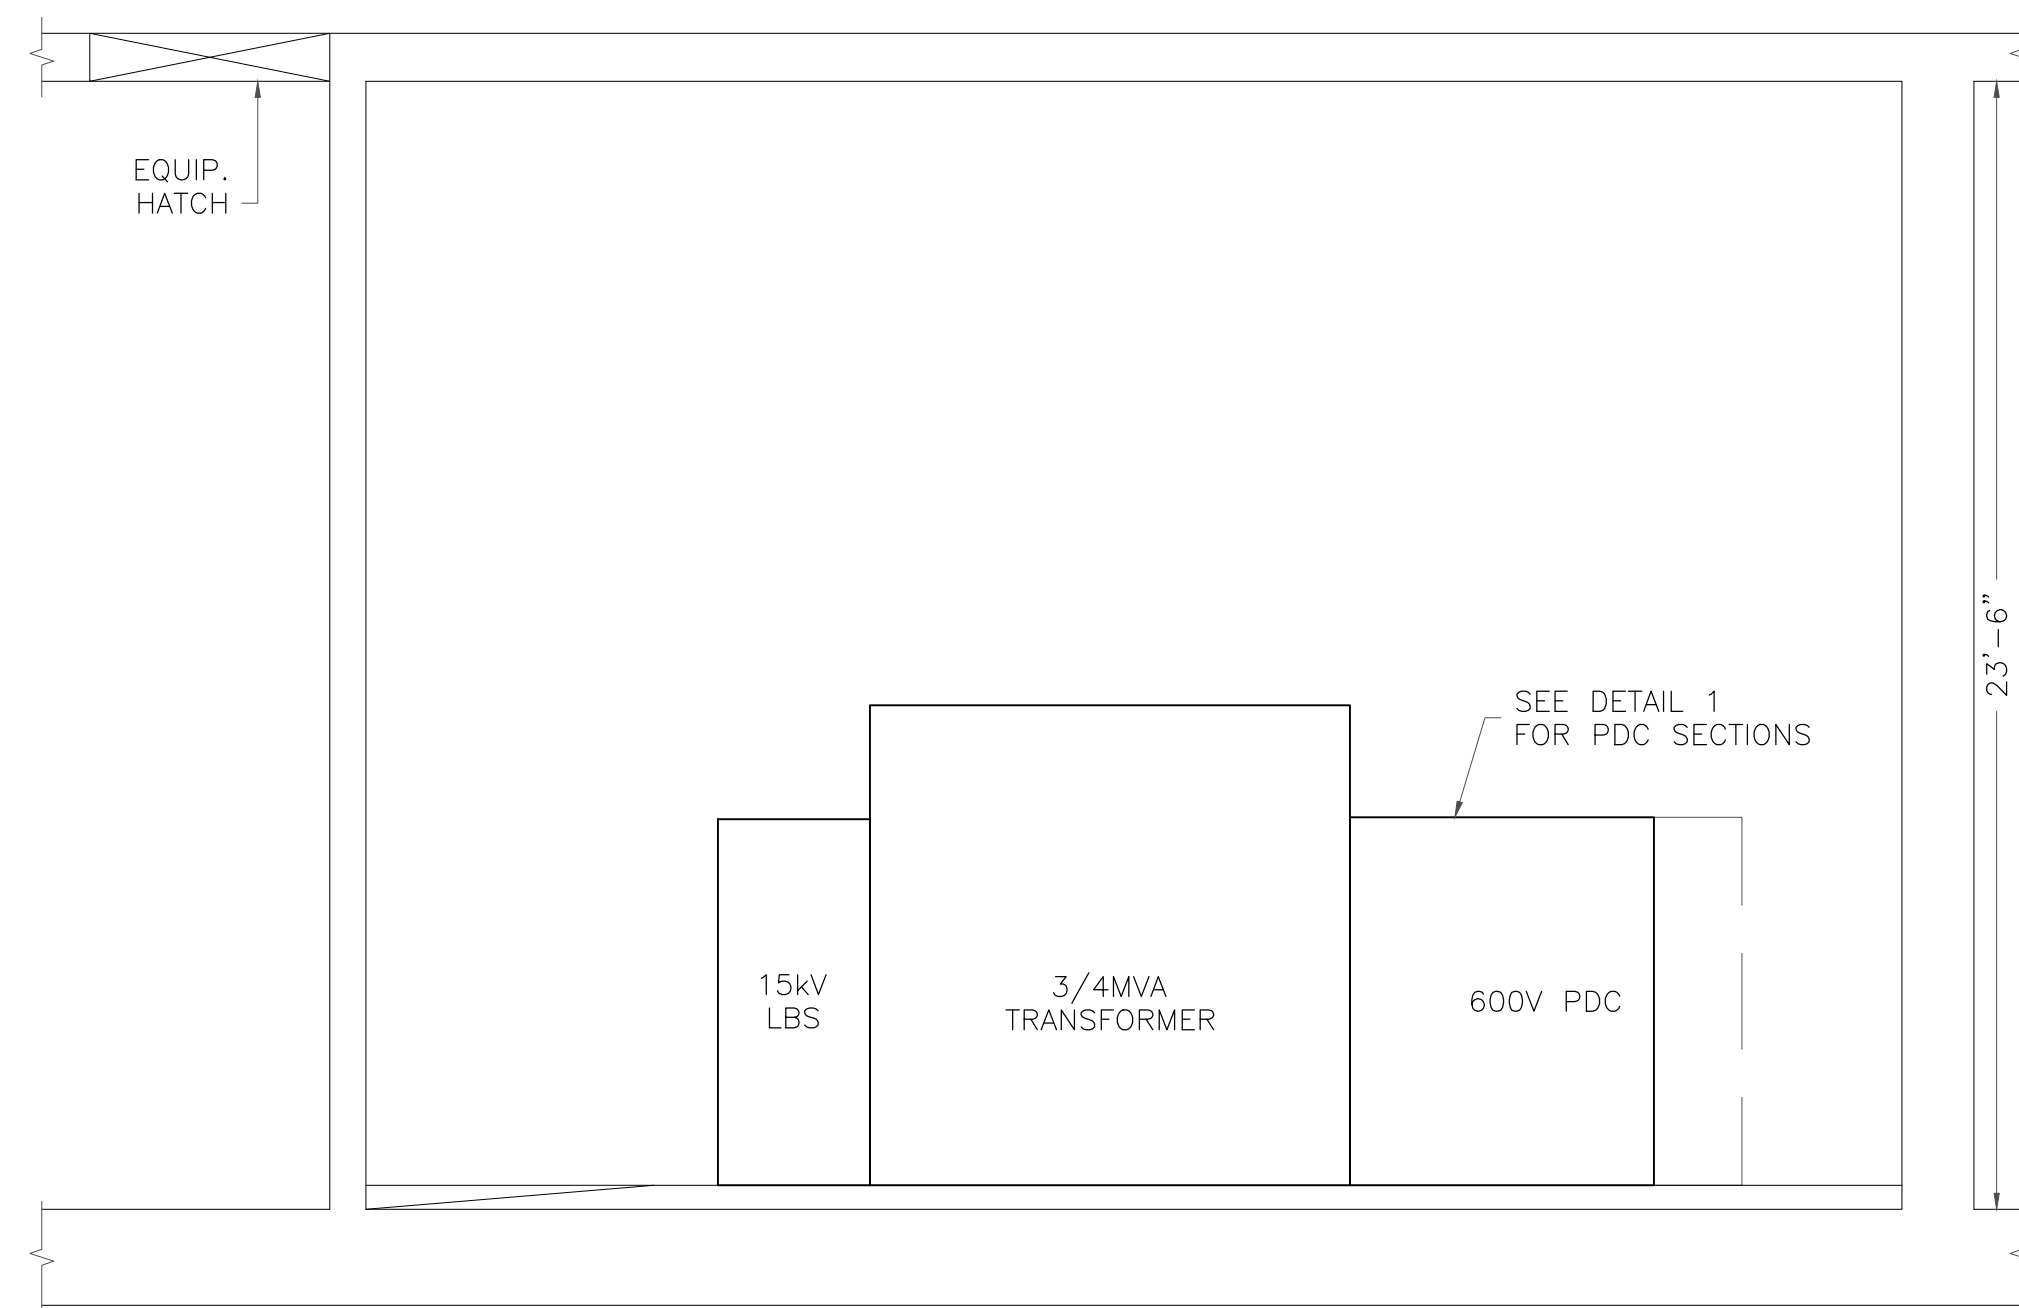 EQUIP.
HATCH
23'-6"
SEE DETAIL 1
FOR PDC SECTIONS
15kV
LBS
3/4MVA
TRANSFORMER
600V PDC